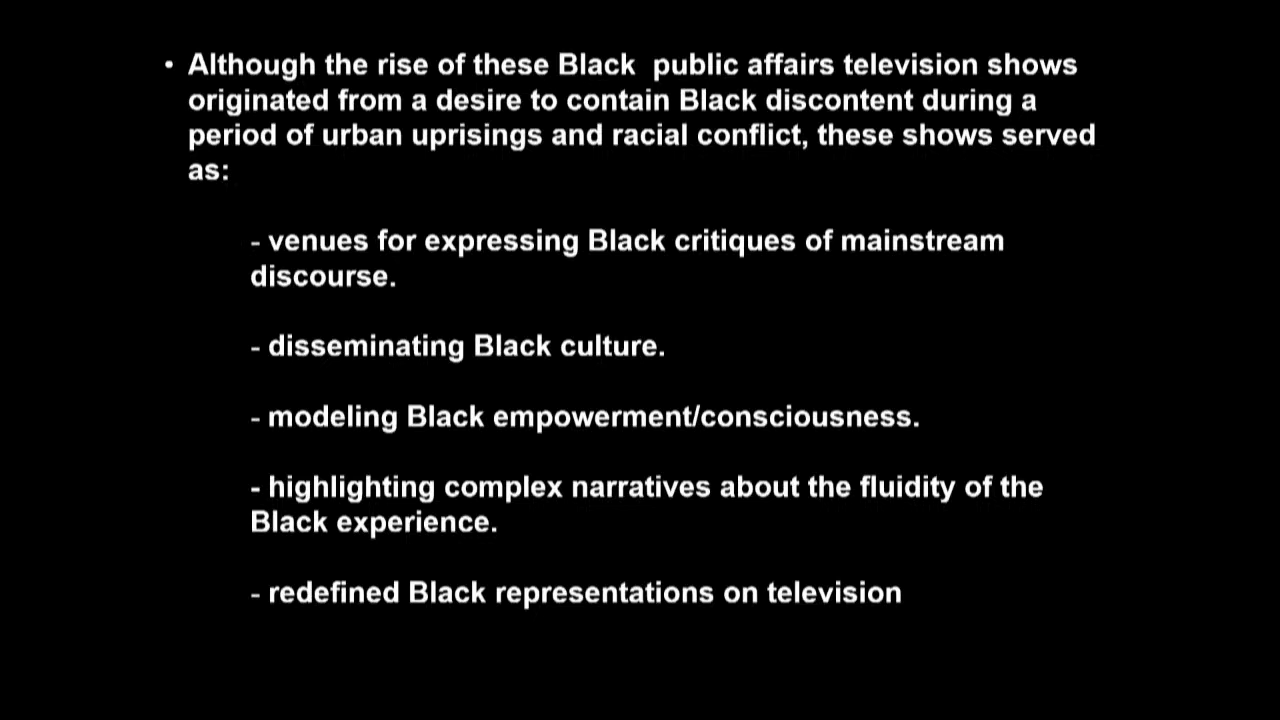 • Although the rise of these Black  public affairs television shows
originated from a desire to contain Black discontent during a
period of urban uprisings and racial conflict, these shows served
as:
- venues for expressing Black critiques of mainstream
discourse.
- disseminating Black culture.
- modeling Black empowerment/consciousness.
- highlighting complex narratives about the fluidity of the
Black experience.
- redefined Black representations on television